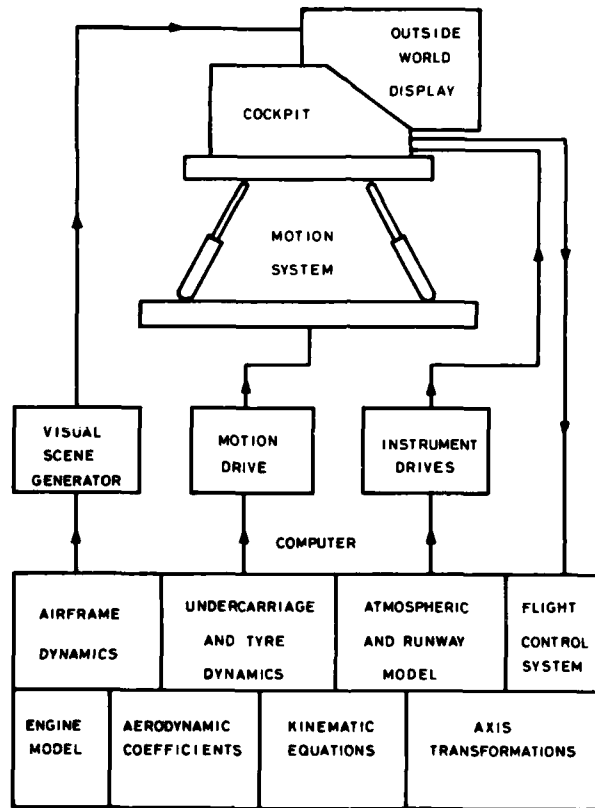 OUTSIDE
WORLD
DISPLAY
COCKPIT
MOTION
SYSTEM
VISUAL
SCENE
GENERATOR
MOTION
DRIVE
INSTRUMENT
DRIVES
COMPUTER
AIRFRAME
DYNAMICS
UNDERCARRIAGE
AND TYRE
DYNAMICS
ATMOSPHERIC
AND RUNWAY
MODEL
FLIGHT
CONTROL
SYSTEM
ENGINE
MODEL
AERODYNAMIC
COEFFICIENTS
KINEMATIC
EQUATIONS
AXIS
TRANSFORMATIONS